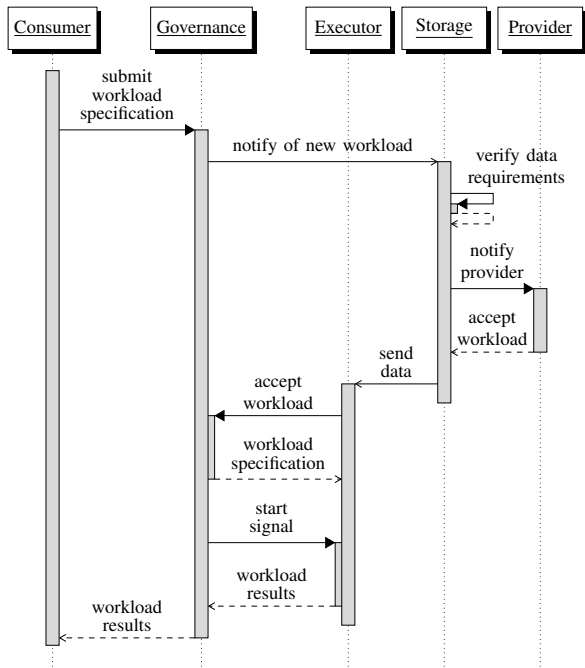 Consumer
Governance
Executor
Storage
Provider
submit
workload
specification
notify of new workload
verify data
requirements
notify
provider
accept
workload
send
data
accept
workload
workload
specification
start
signal
workload
results
workload
results